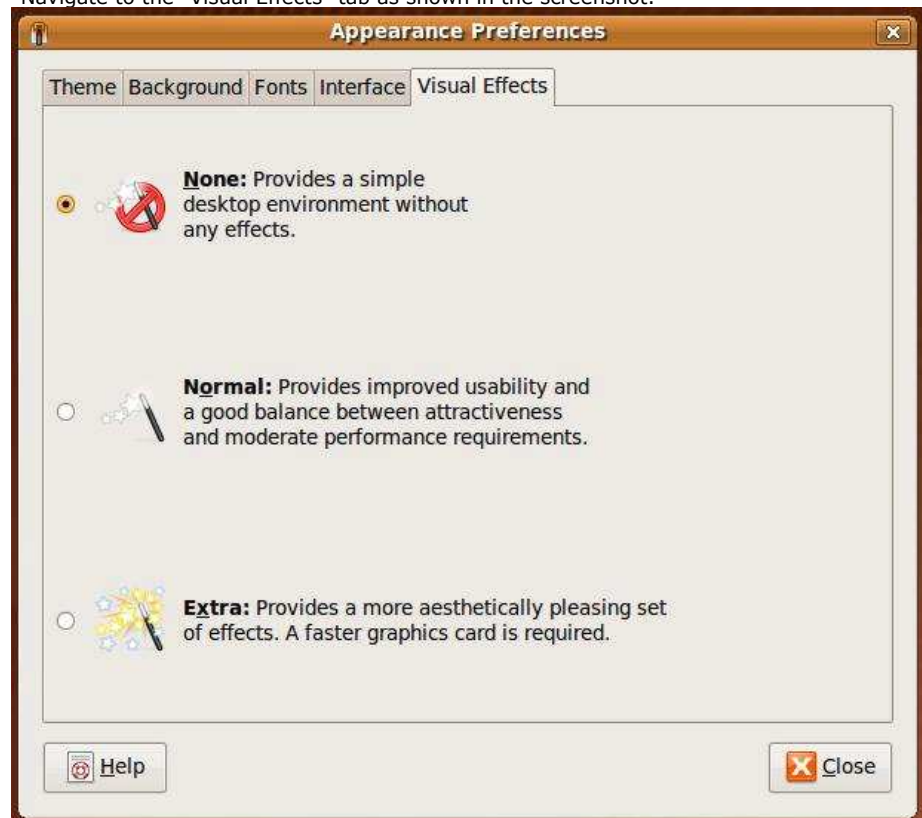 Navigate to the "Visual Effects" tab as shown in the screenshot.
Appearance Preferences
Theme Background Fonts Interface Visual Effects
None: Provides a simple
desktop environment without
any effects.
Normal: Provides improved usability and
a good balance between attractiveness
and moderate performance requirements.
Extra: Provides a more aesthetically pleasing set
of effects. A faster graphics card is required.
Help Close